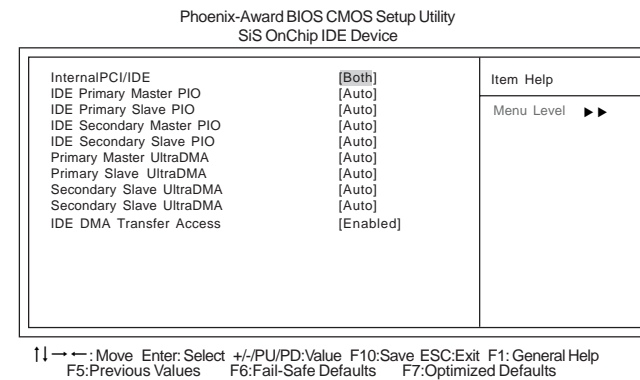 Phoenix-Award BIOS CMOS Setup Utility
SiS OnChip IDE Device
InternalPCI/IDE [Both]
IDE Primary Master PIO [Auto]
IDE Primary Slave PIO [Auto]
IDE Secondary Master PIO [Auto]
IDE Secondary Slave PIO [Auto]
Primary Master UltraDMA [Auto]
Primary Slave UltraDMA [Auto]
Secondary Slave UltraDMA [Auto]
Secondary Slave UltraDMA [Auto]
IDE DMA Transfer Access [Enabled]
Item Help
Menu Level ▶▶
↑↓→←: Move Enter: Select +/-/PU/PD:Value F10:Save ESC:Exit F1: General Help
F5:Previous Values F6:Fail-Safe Defaults F7:Optimized Defaults